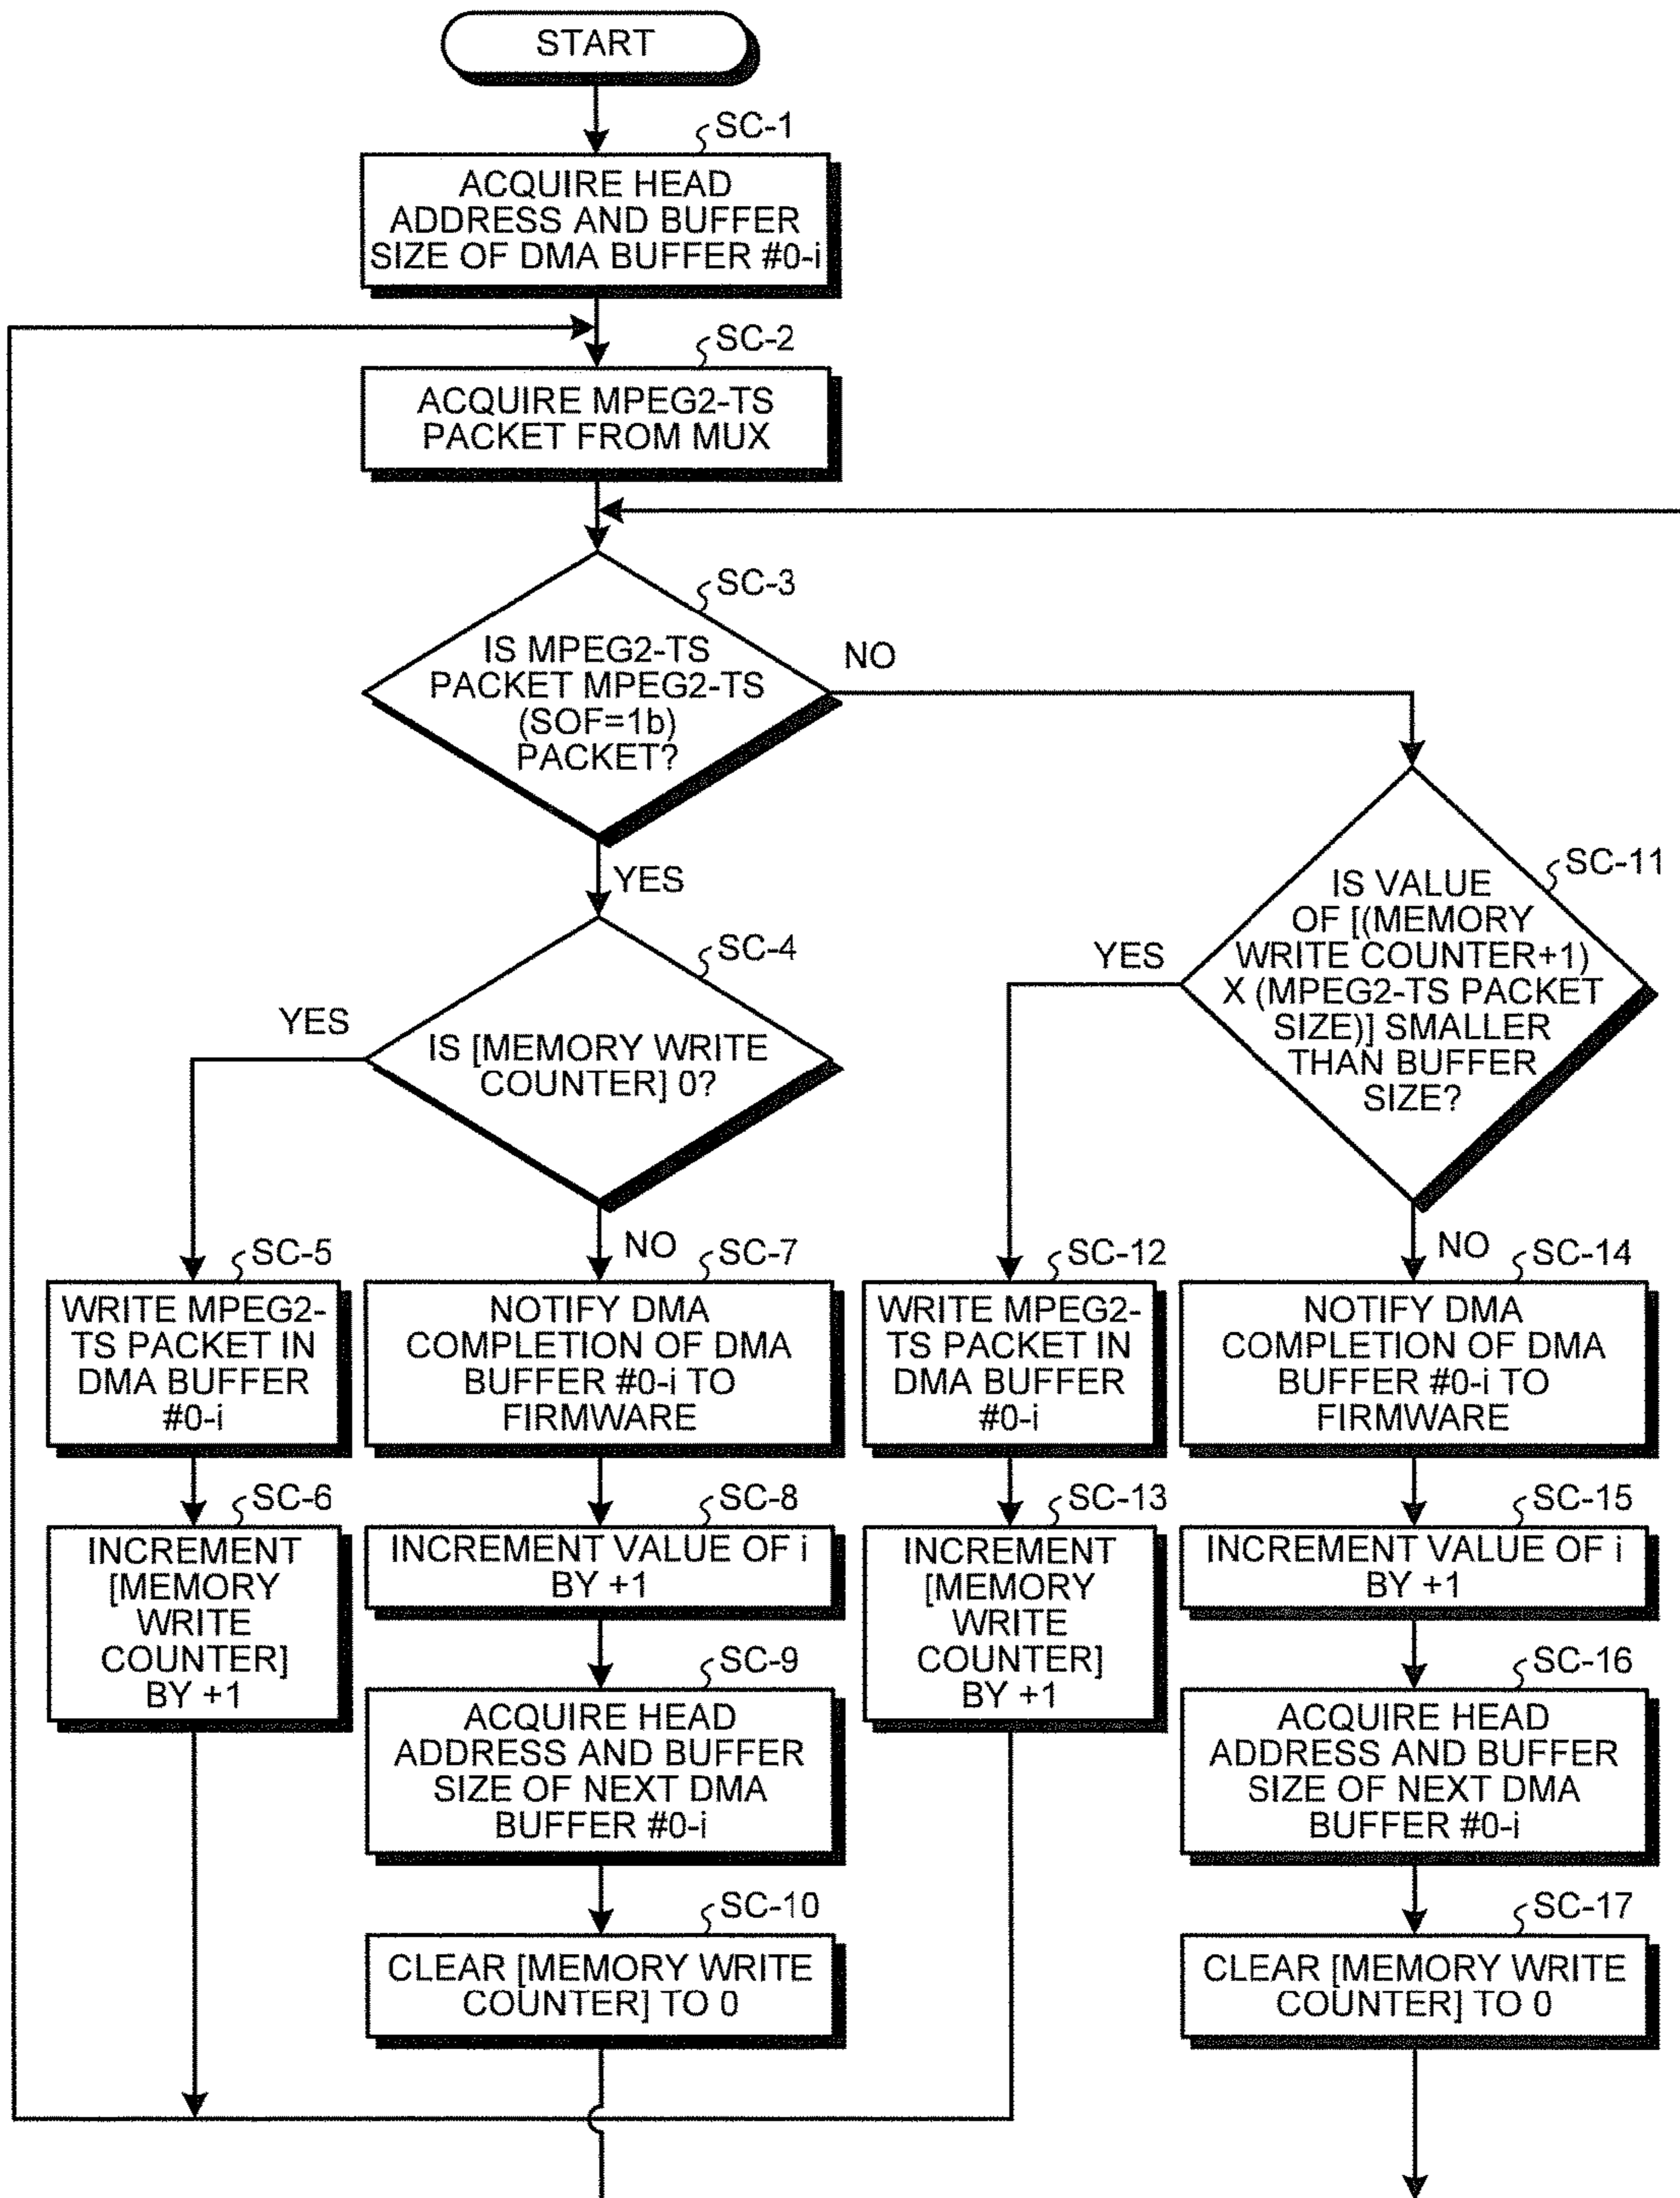 START
SC-1
ACQUIRE HEAD
ADDRESS AND BUFFER
SIZE OF DMA BUFFER #0-i
SC-2
ACQUIRE MPEG2-TS
PACKET FROM MUX
SC-3
IS MPEG2-TS
PACKET MPEG2-TS
(SOF=1b)
PACKET?
NO
YES
SC-4
IS [MEMORY WRITE
COUNTER] 0?
YES
NO
SC-5
WRITE MPEG2-
TS PACKET IN
DMA BUFFER
#0-i
SC-6
INCREMENT
[MEMORY
WRITE
COUNTER]
BY +1
SC-7
NOTIFY DMA
COMPLETION OF DMA
BUFFER #0-i TO
FIRMWARE
SC-8
INCREMENT VALUE OF i
BY +1
SC-9
ACQUIRE HEAD
ADDRESS AND BUFFER
SIZE OF NEXT DMA
BUFFER #0-i
SC-10
CLEAR [MEMORY WRITE
COUNTER] TO 0
SC-11
IS VALUE
OF [(MEMORY
WRITE COUNTER+1)
X (MPEG2-TS PACKET
SIZE)] SMALLER
THAN BUFFER
SIZE?
YES
NO
SC-12
WRITE MPEG2-
TS PACKET IN
DMA BUFFER
#0-i
SC-13
INCREMENT
[MEMORY
WRITE
COUNTER]
BY +1
SC-14
NOTIFY DMA
COMPLETION OF DMA
BUFFER #0-i TO
FIRMWARE
SC-15
INCREMENT VALUE OF i
BY +1
SC-16
ACQUIRE HEAD
ADDRESS AND BUFFER
SIZE OF NEXT DMA
BUFFER #0-i
SC-17
CLEAR [MEMORY WRITE
COUNTER] TO 0